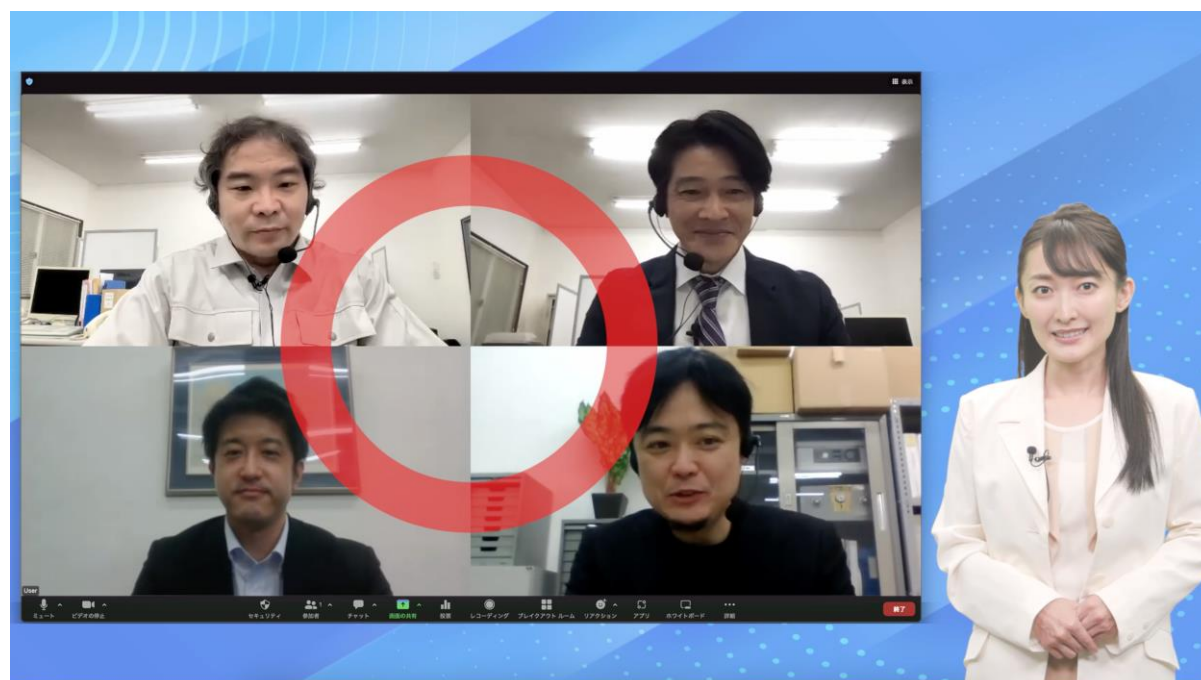 表示
User
ミュート
ビデオの停止
セキュリティ
参加者
チャット
画面の共有
投票
レコーディング
ブレイクアウト ルーム
リアクション
アプリ
ホワイトボード
詳細
終了